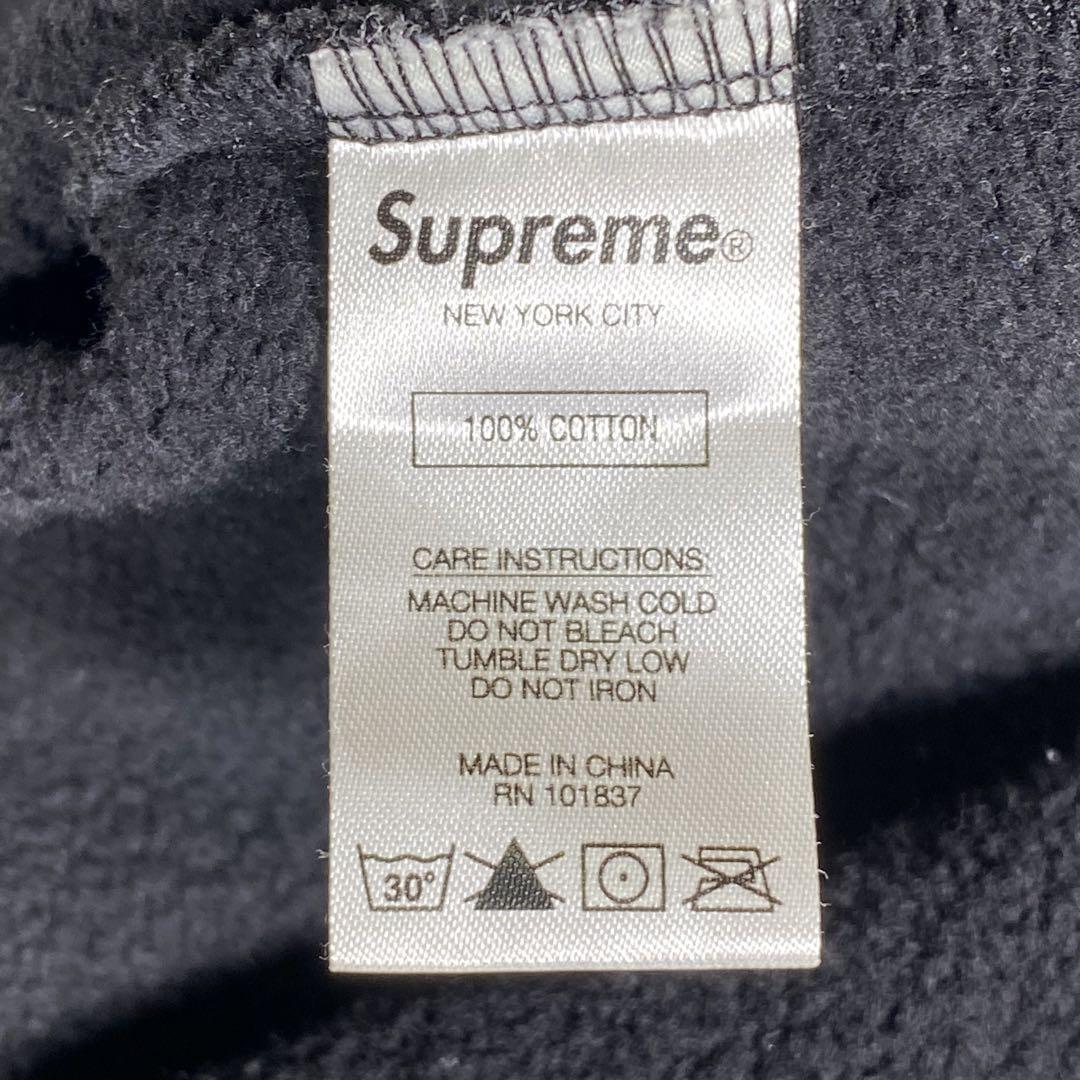 Supreme®
NEW YORK CITY
100% COTTON
CARE INSTRUCTIONS:
MACHINE WASH COLD
DO NOT BLEACH
TUMBLE DRY LOW
DO NOT IRON
MADE IN CHINA
RN 101837
30°